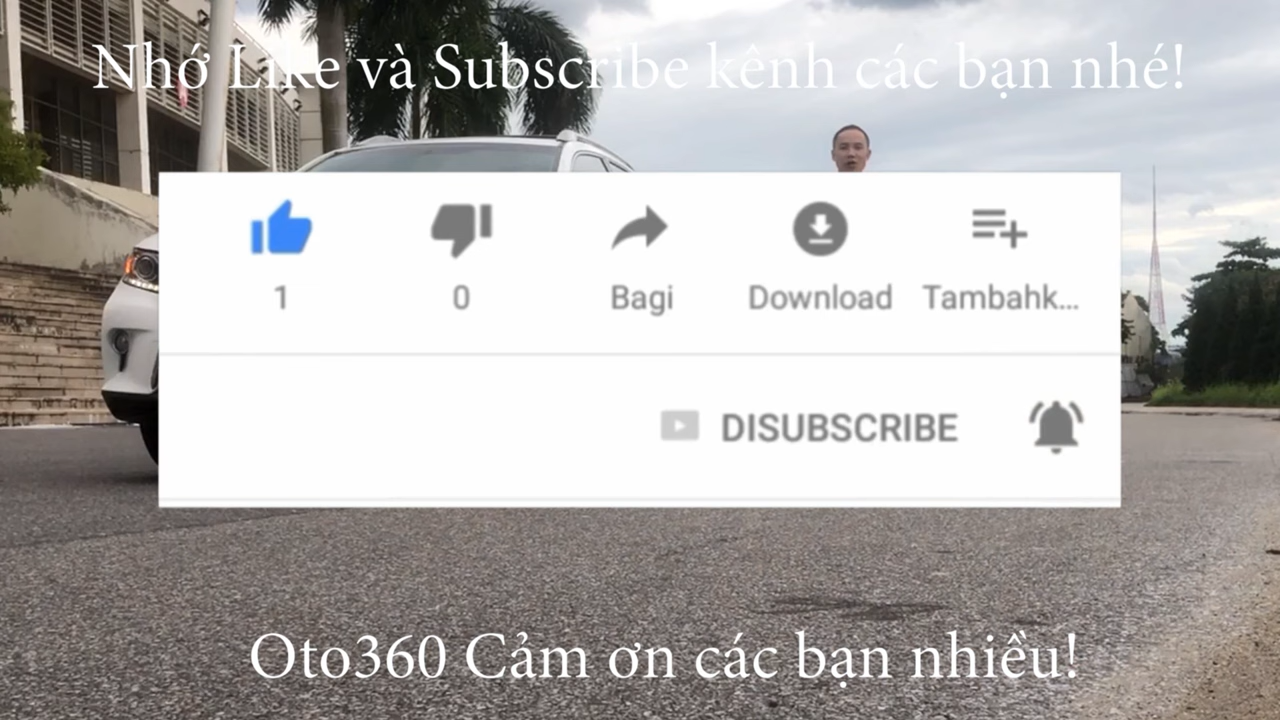 Nhớ Like và Subscribe kênh các bạn nhé!
1 0 Bagi Download Tambahk...
DISUBSCRIBE
Oto360 Cảm ơn các bạn nhiều!